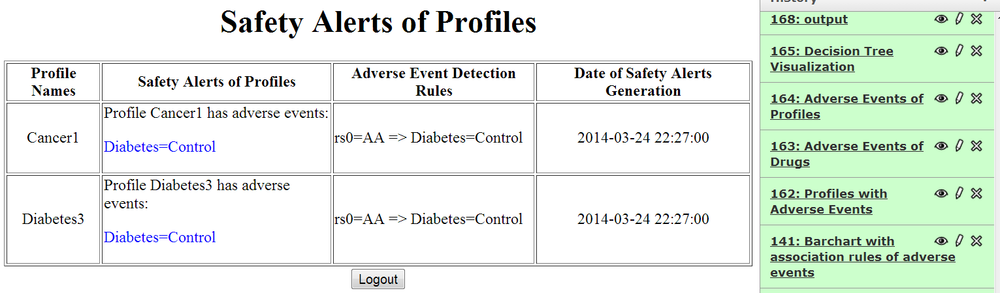 Safety Alerts of Profiles
Profile
Names
Safety Alerts of Profiles
Adverse Event Detection
Rules
Date of Safety Alerts
Generation
Cancer1
Profile Cancer1 has adverse events:
Diabetes=Control
rs0=AA => Diabetes=Control
2014-03-24 22:27:00
Diabetes3
Profile Diabetes3 has adverse
events:
Diabetes=Control
rs0=AA => Diabetes=Control
2014-03-24 22:27:00
Logout
History
168: output
165: Decision Tree
Visualization
164: Adverse Events of
Profiles
163: Adverse Events of
Drugs
162: Profiles with
Adverse Events
141: Barchart with
association rules of adverse
events